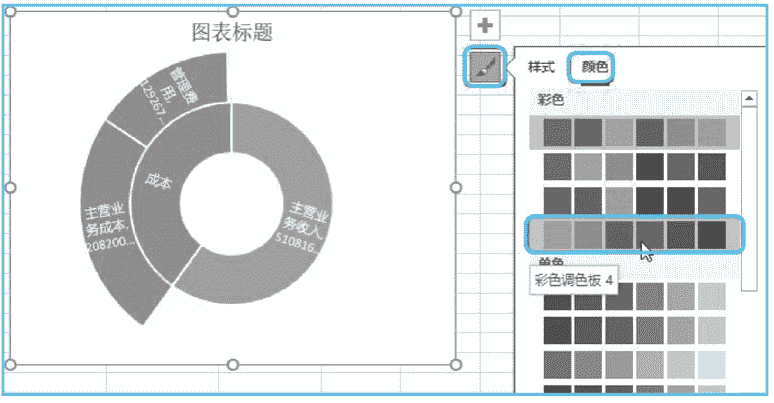 图表标题
管理费
用,
129267...
成本
主营业
务成本,
208200...
主营业
务收入,
510816...
样式
颜色
彩色
单色
彩色调色板 4